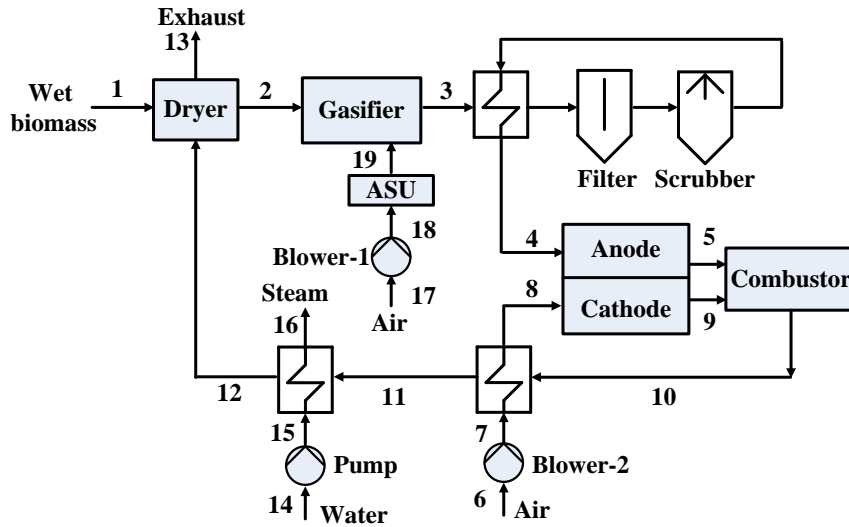 Exhaust
13
1
2
3
Wet
biomass
Dryer
Gasifier
19
ASU
Filter
Scrubber
18
Blower-1
4
Anode
5
Combustor
Steam
17
8
Cathode
9
16
Air
12
11
10
15
7
Pump
Blower-2
14
6
Water
Air